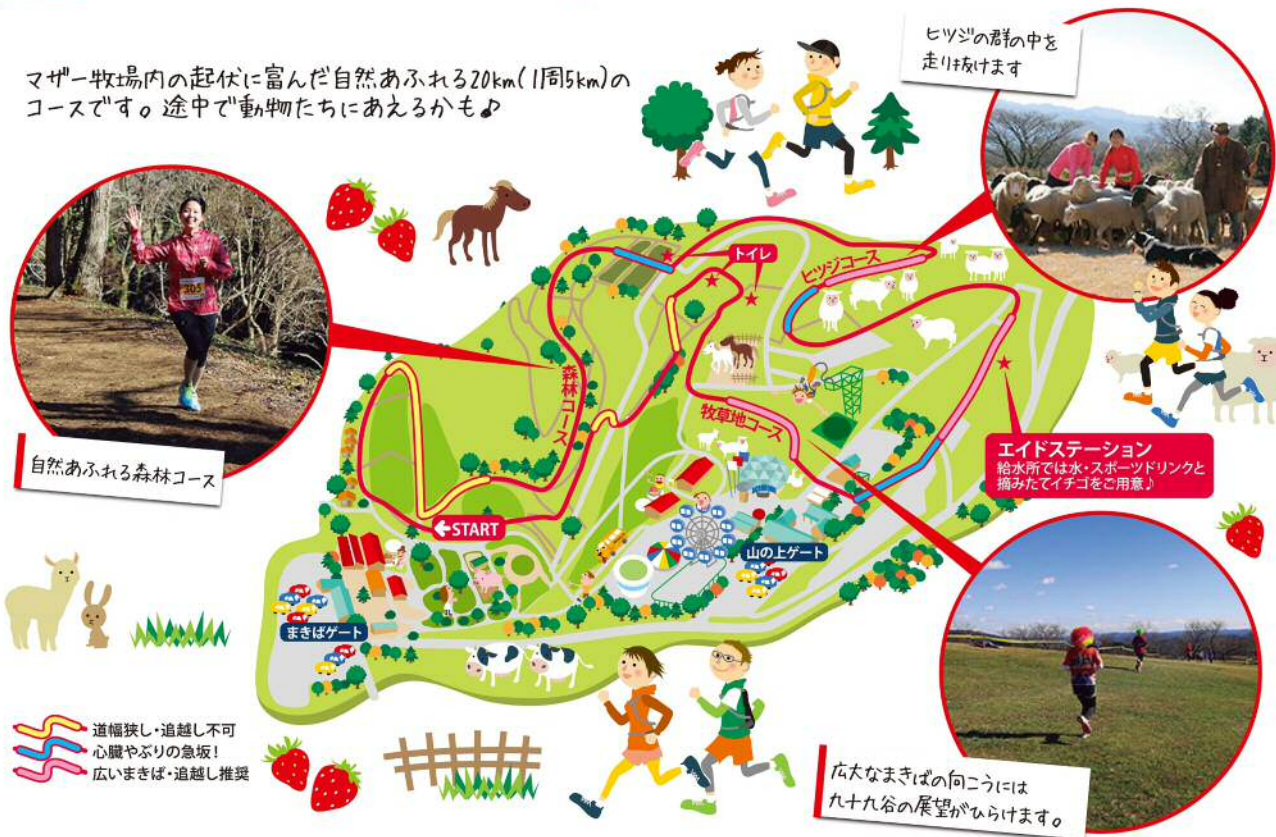 マザー牧場内の起伏に富んだ自然あふれる20km(1周5km)の
コースです。途中で動物たちにあえるかも♪
ヒツジの群の中を
走り抜けます
トイレ
ヒツジコース
森林コース
牧草地コース
エイドステーション
給水所では水・スポーツドリンクと
摘みたてイチゴをご用意♪
305
自然あふれる森林コース
←START
山の上ゲート
まきばゲート
道幅狭し・追越し不可
心臓やぶりの急坂!
広いまきば・追越し推奨
広大なまきばの向こうには
九十九谷の展望がひらけます。